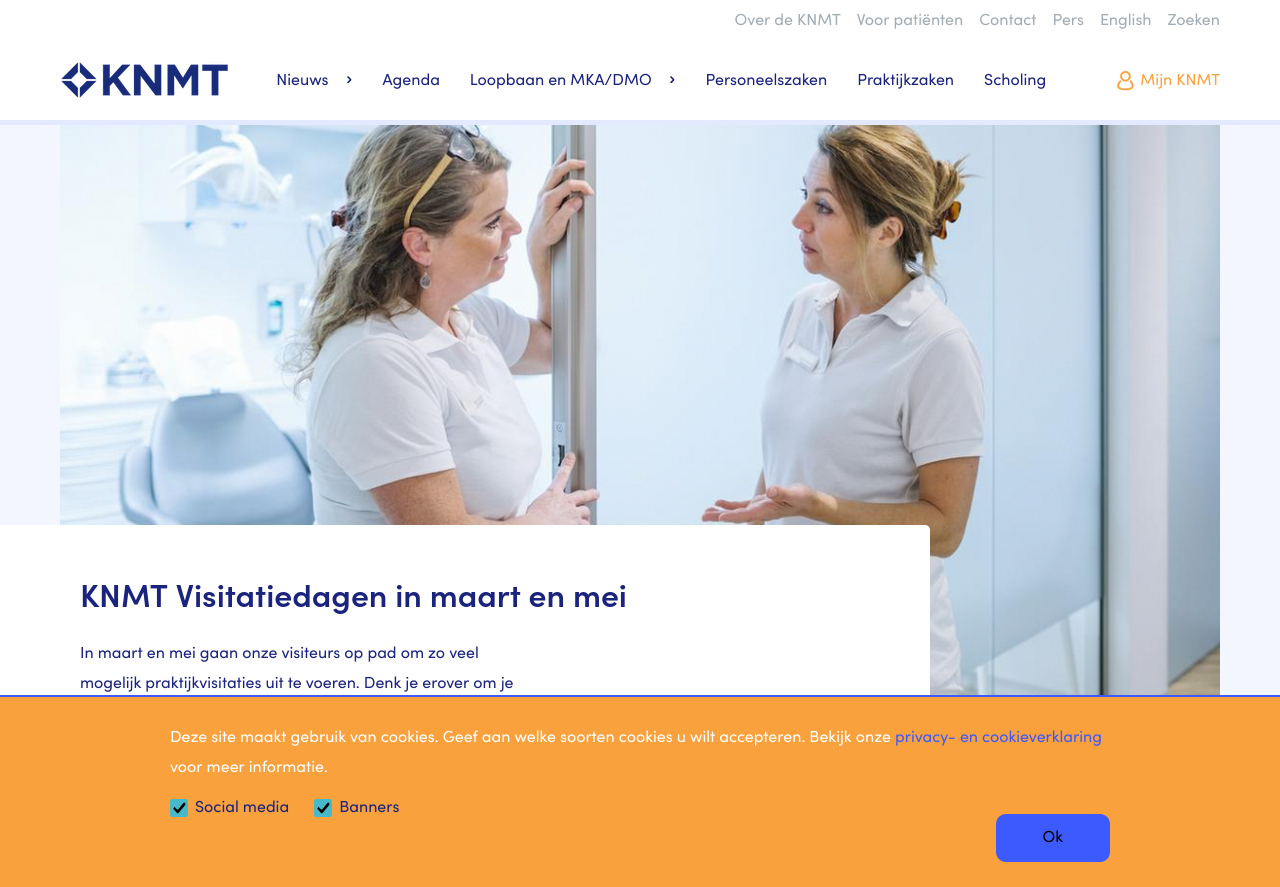 Over de KNMT Voor patiënten Contact Pers English Zoeken
KNMT Nieuws Agenda Loopbaan en MKA/DMO Personeelszaken Praktijkzaken Scholing Mijn KNMT
KNMT Visitatiedagen in maart en mei
In maart en mei gaan onze visiteurs op pad om zo veel
mogelijk praktijkvisitaties uit te voeren. Denk je erover om je
Deze site maakt gebruik van cookies. Geef aan welke soorten cookies u wilt accepteren. Bekijk onze privacy- en cookieverklaring
voor meer informatie.
Social media Banners
Ok